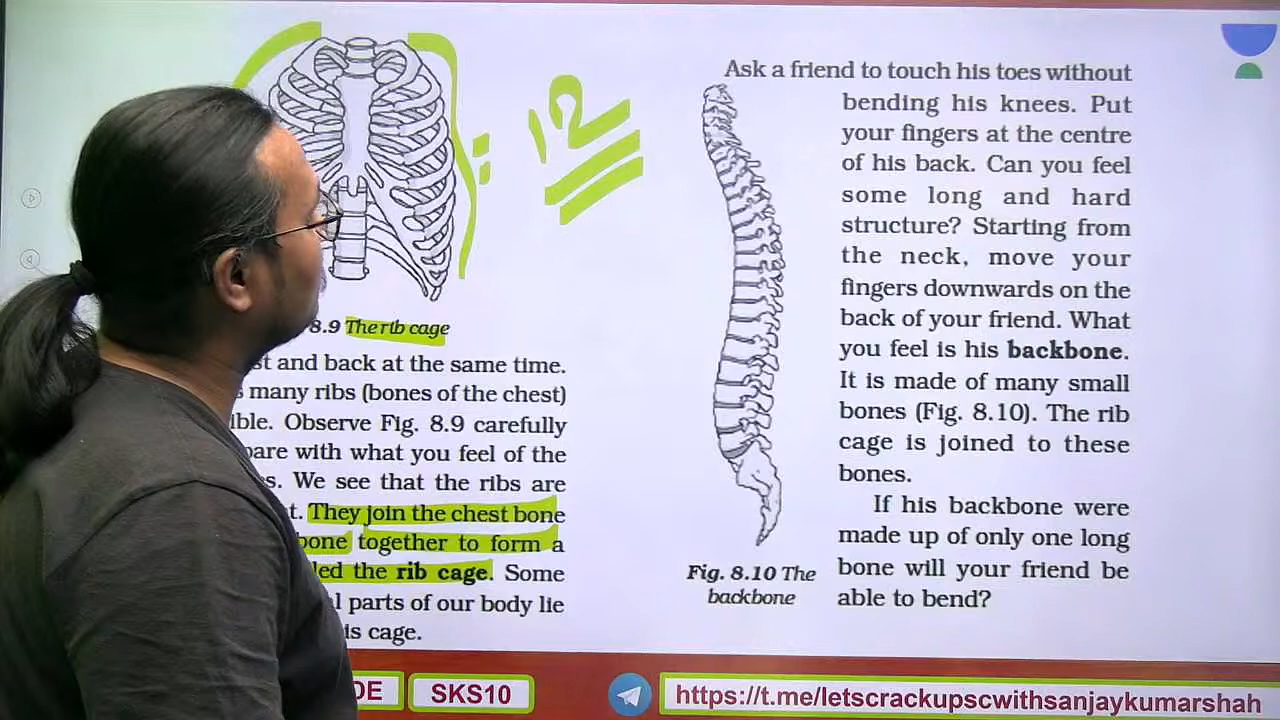 = 12
8.9 The rib cage
and back at the same time.
many ribs (bones of the chest)
Observe Fig. 8.9 carefully
with what you feel of the
We see that the ribs are
They join the chest bone
bone together to form a
the rib cage. Some
parts of our body lie
cage.
Ask a friend to touch his toes without
bending his knees. Put
your fingers at the centre
of his back. Can you feel
some long and hard
structure? Starting from
the neck, move your
fingers downwards on the
back of your friend. What
you feel is his backbone.
It is made of many small
bones (Fig. 8.10). The rib
cage is joined to these
bones.
If his backbone were
made up of only one long
bone will your friend be
able to bend?
Fig. 8.10 The
backbone
SKS10
https://t.me/letscrackupscwithsanjaykumarshah